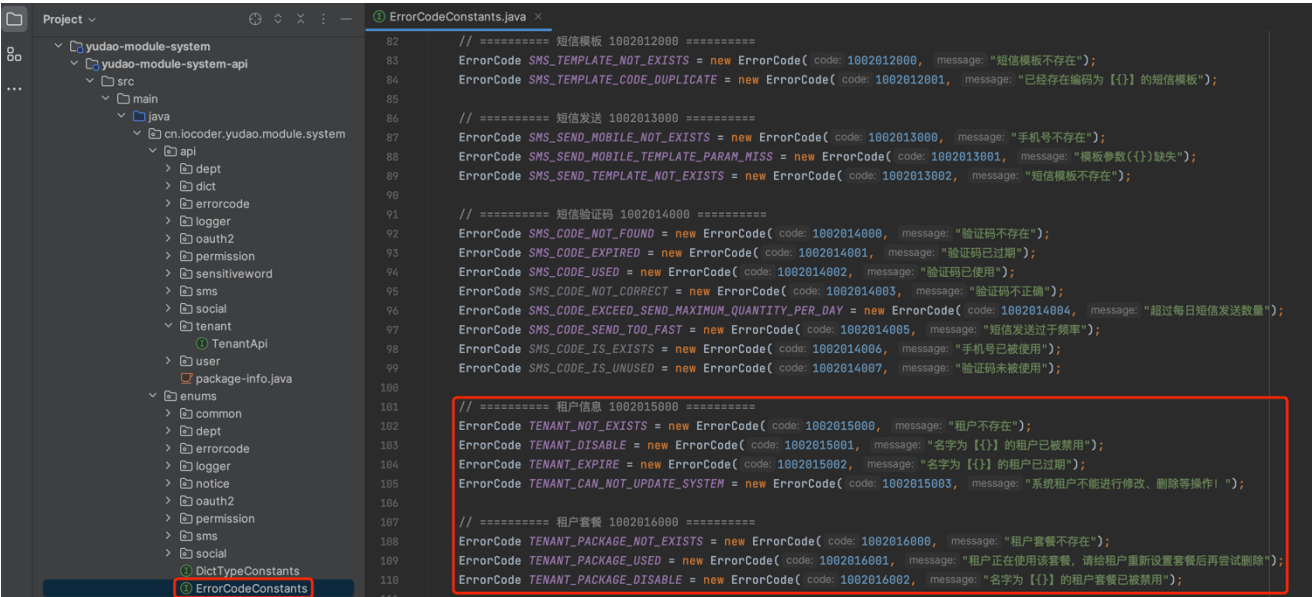 Project
ErrorCodeConstants.java
yudao-module-system
yudao-module-system-api
src
main
java
cn.iocoder.yudao.module.system
api
dept
dict
errorcode
logger
oauth2
permission
sensitiveword
sms
social
tenant
TenantApi
user
package-info.java
enums
common
dept
errorcode
logger
notice
oauth2
permission
sms
social
DictTypeConstants
ErrorCodeConstants
82 // ========== 短信模板 1002012000 ==========
83 ErrorCode SMS_TEMPLATE_NOT_EXISTS = new ErrorCode( code: 1002012000, message: "短信模板不存在");
84 ErrorCode SMS_TEMPLATE_CODE_DUPLICATE = new ErrorCode( code: 1002012001, message: "已经存在编码为【{}】的短信模板");
85
86 // ========== 短信发送 1002013000 ==========
87 ErrorCode SMS_SEND_MOBILE_NOT_EXISTS = new ErrorCode( code: 1002013000, message: "手机号不存在");
88 ErrorCode SMS_SEND_MOBILE_TEMPLATE_PARAM_MISS = new ErrorCode( code: 1002013001, message: "模板参数({})缺失");
89 ErrorCode SMS_SEND_TEMPLATE_NOT_EXISTS = new ErrorCode( code: 1002013002, message: "短信模板不存在");
90
91 // ========== 短信验证码 1002014000 ==========
92 ErrorCode SMS_CODE_NOT_FOUND = new ErrorCode( code: 1002014000, message: "验证码不存在");
93 ErrorCode SMS_CODE_EXPIRED = new ErrorCode( code: 1002014001, message: "验证码已过期");
94 ErrorCode SMS_CODE_USED = new ErrorCode( code: 1002014002, message: "验证码已使用");
95 ErrorCode SMS_CODE_NOT_CORRECT = new ErrorCode( code: 1002014003, message: "验证码不正确");
96 ErrorCode SMS_CODE_EXCEED_SEND_MAXIMUM_QUANTITY_PER_DAY = new ErrorCode( code: 1002014004, message: "超过每日短信发送数量");
97 ErrorCode SMS_CODE_SEND_TOO_FAST = new ErrorCode( code: 1002014005, message: "短信发送过于频率");
98 ErrorCode SMS_CODE_IS_EXISTS = new ErrorCode( code: 1002014006, message: "手机号已被使用");
99 ErrorCode SMS_CODE_IS_UNUSED = new ErrorCode( code: 1002014007, message: "验证码未被使用");
100
101 // ========== 租户信息 1002015000 ==========
102 ErrorCode TENANT_NOT_EXISTS = new ErrorCode( code: 1002015000, message: "租户不存在");
103 ErrorCode TENANT_DISABLE = new ErrorCode( code: 1002015001, message: "名字为【{}】的租户已被禁用");
104 ErrorCode TENANT_EXPIRE = new ErrorCode( code: 1002015002, message: "名字为【{}】的租户已过期");
105 ErrorCode TENANT_CAN_NOT_UPDATE_SYSTEM = new ErrorCode( code: 1002015003, message: "系统租户不能进行修改、删除等操作！");
106
107 // ========== 租户套餐 1002016000 ==========
108 ErrorCode TENANT_PACKAGE_NOT_EXISTS = new ErrorCode( code: 1002016000, message: "租户套餐不存在");
109 ErrorCode TENANT_PACKAGE_USED = new ErrorCode( code: 1002016001, message: "租户正在使用该套餐，请给租户重新设置套餐后再尝试删除");
110 ErrorCode TENANT_PACKAGE_DISABLE = new ErrorCode( code: 1002016002, message: "名字为【{}】的租户套餐已被禁用");